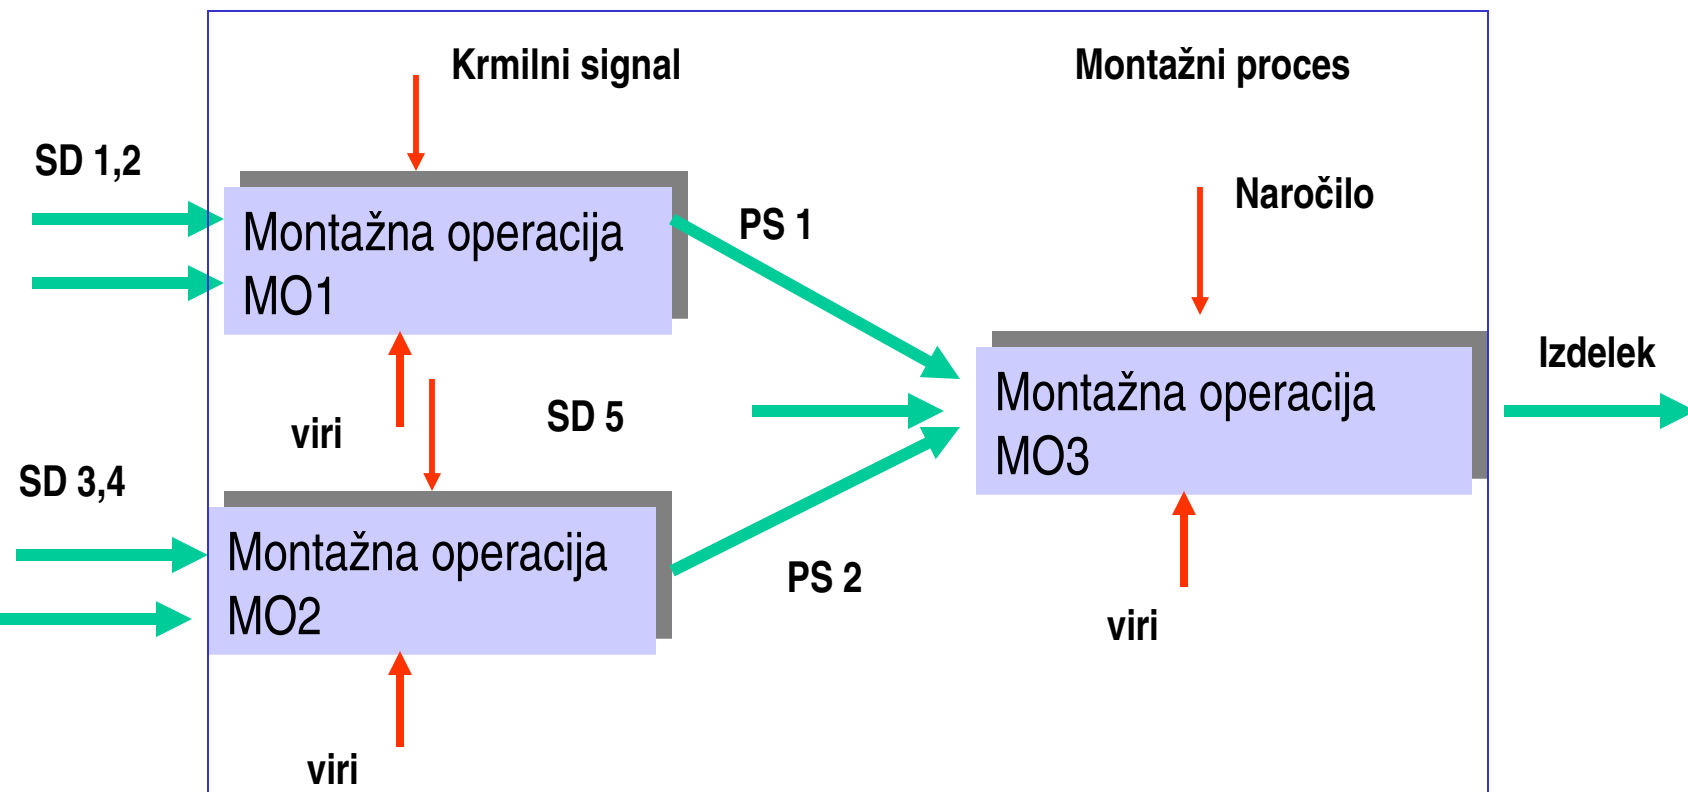 Krmilni signal
Montažni proces
SD 1,2
Naročilo
Montažna operacija
MO1
PS 1
Izdelek
Montažna operacija
MO3
viri
SD 5
SD 3,4
Montažna operacija
MO2
PS 2
viri
viri